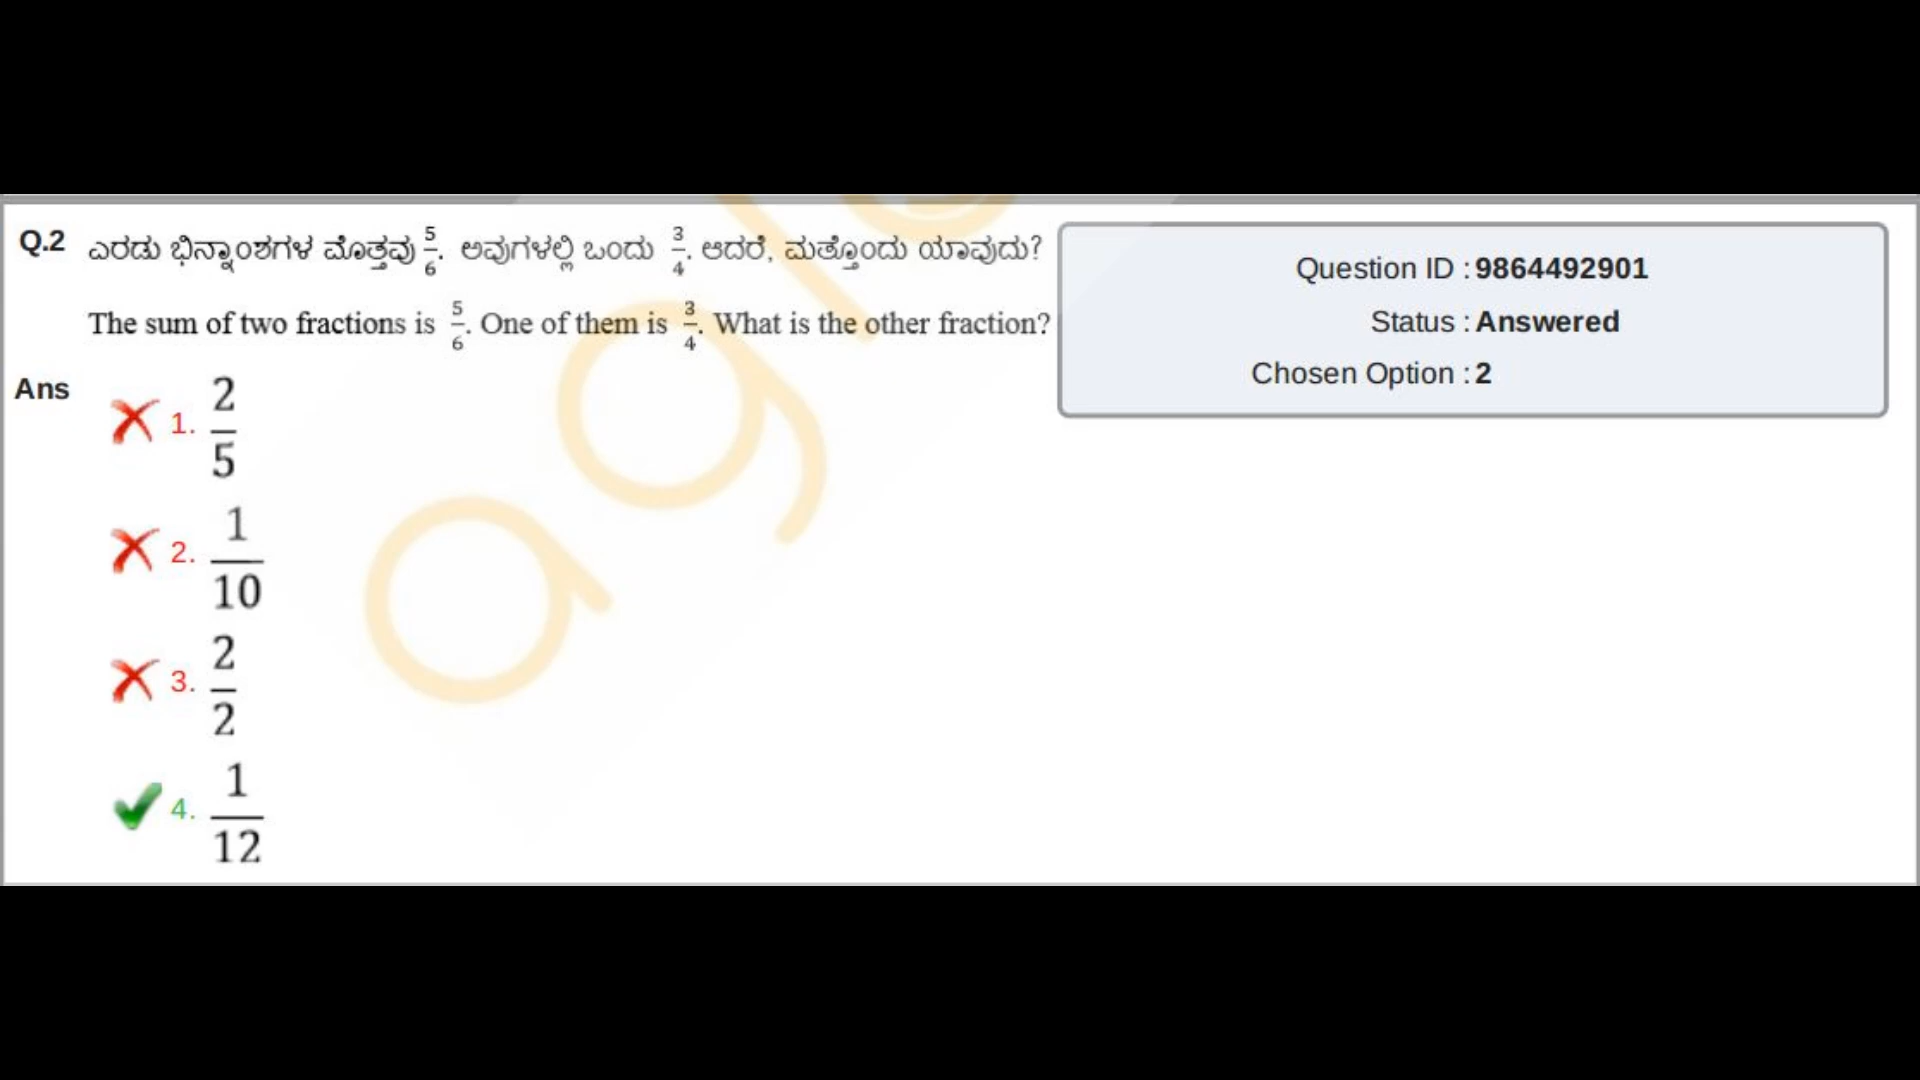 Q.2 ಎರಡು ಭಿನ್ನಾಂಶಗಳ ಮೊತ್ತವು 5/6. ಅವುಗಳಲ್ಲಿ ಒಂದು 3/4. ಆದರೆ, ಮತ್ತೊಂದು ಯಾವುದು?
The sum of two fractions is 5/6. One of them is 3/4. What is the other fraction?
Question ID : 9864492901
Status : Answered
Chosen Option : 2
Ans
1. 2/5
2. 1/10
3. 2/2
4. 1/12